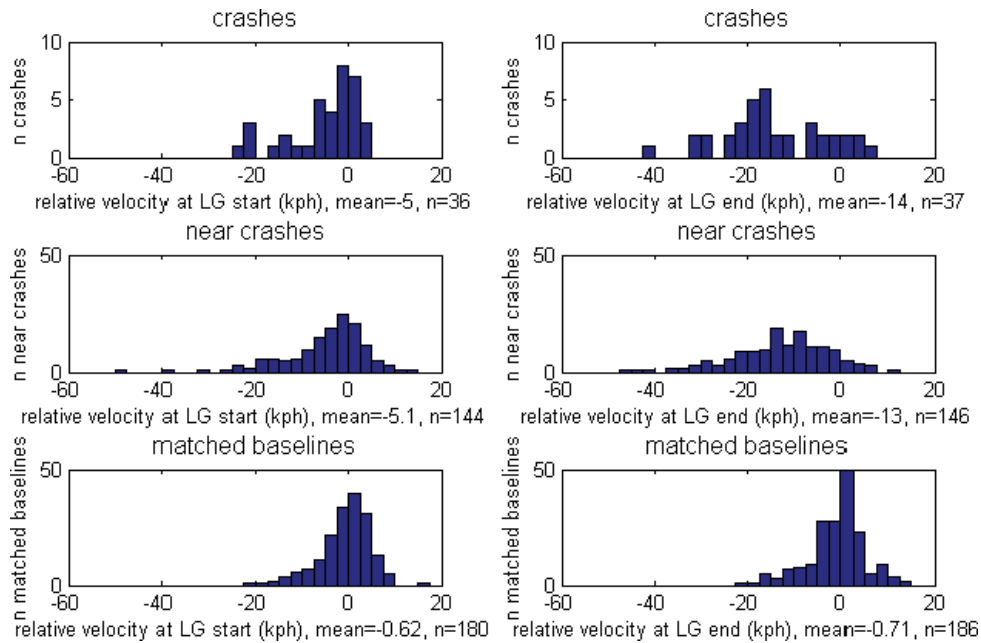 crashes
10
5
0
n crashes
-60 -40 -20 0 20
relative velocity at LG start (kph), mean=-5, n=36
crashes
10
5
0
n crashes
-60 -40 -20 0 20
relative velocity at LG end (kph), mean=-14, n=37
near crashes
50
0
n near crashes
-60 -40 -20 0 20
relative velocity at LG start (kph), mean=-5.1, n=144
near crashes
50
0
n near crashes
-60 -40 -20 0 20
relative velocity at LG end (kph), mean=-13, n=146
matched baselines
50
0
n matched baselines
-60 -40 -20 0 20
relative velocity at LG start (kph), mean=-0.62, n=180
matched baselines
50
0
n matched baselines
-60 -40 -20 0 20
relative velocity at LG end (kph), mean=-0.71, n=186